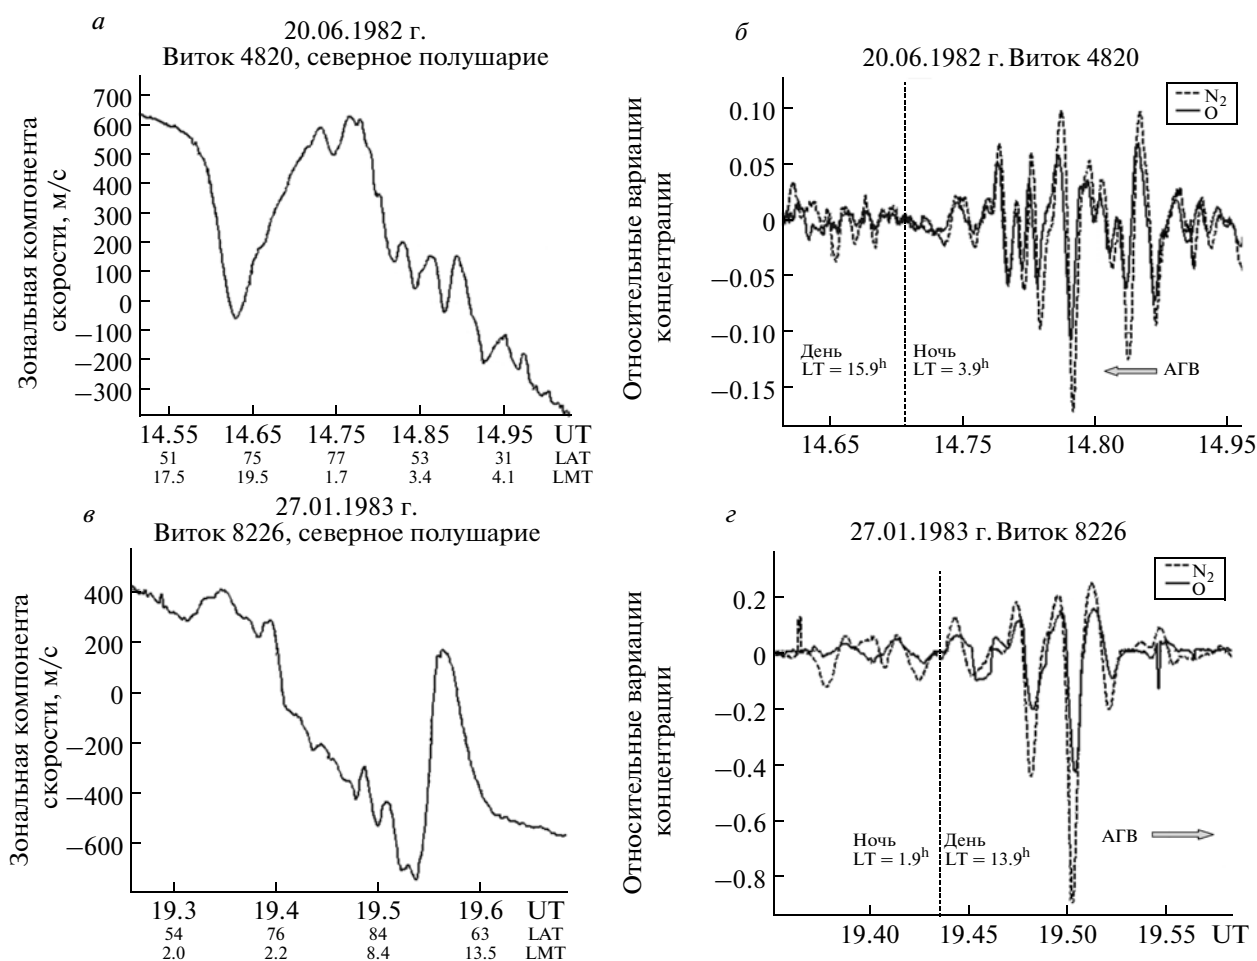 а
20.06.1982 г.
Виток 4820, северное полушарие
Зональная компонента
скорости, м/с
700
600
500
400
300
200
100
0
−100
−200
−300
14.55 14.65 14.75 14.85 14.95 UT
51 75 77 53 31 LAT
17.5 19.5 1.7 3.4 4.1 LMT
б
20.06.1982 г. Виток 4820
Относительные вариации
концентрации
0.10
0.05
0
−0.05
−0.10
−0.15
N2
O
День
LT = 15.9h
Ночь
LT = 3.9h
АГВ
14.65 14.75 14.80 14.95
в
27.01.1983 г.
Виток 8226, северное полушарие
Зональная компонента
скорости, м/с
400
200
0
−200
−400
−600
19.3 19.4 19.5 19.6 UT
54 76 84 63 LAT
2.0 2.2 8.4 13.5 LMT
г
27.01.1983 г. Виток 8226
Относительные вариации
концентрации
0.2
0
−0.2
−0.4
−0.6
−0.8
N2
O
АГВ
Ночь
LT = 1.9h
День
LT = 13.9h
19.40 19.45 19.50 19.55 UT